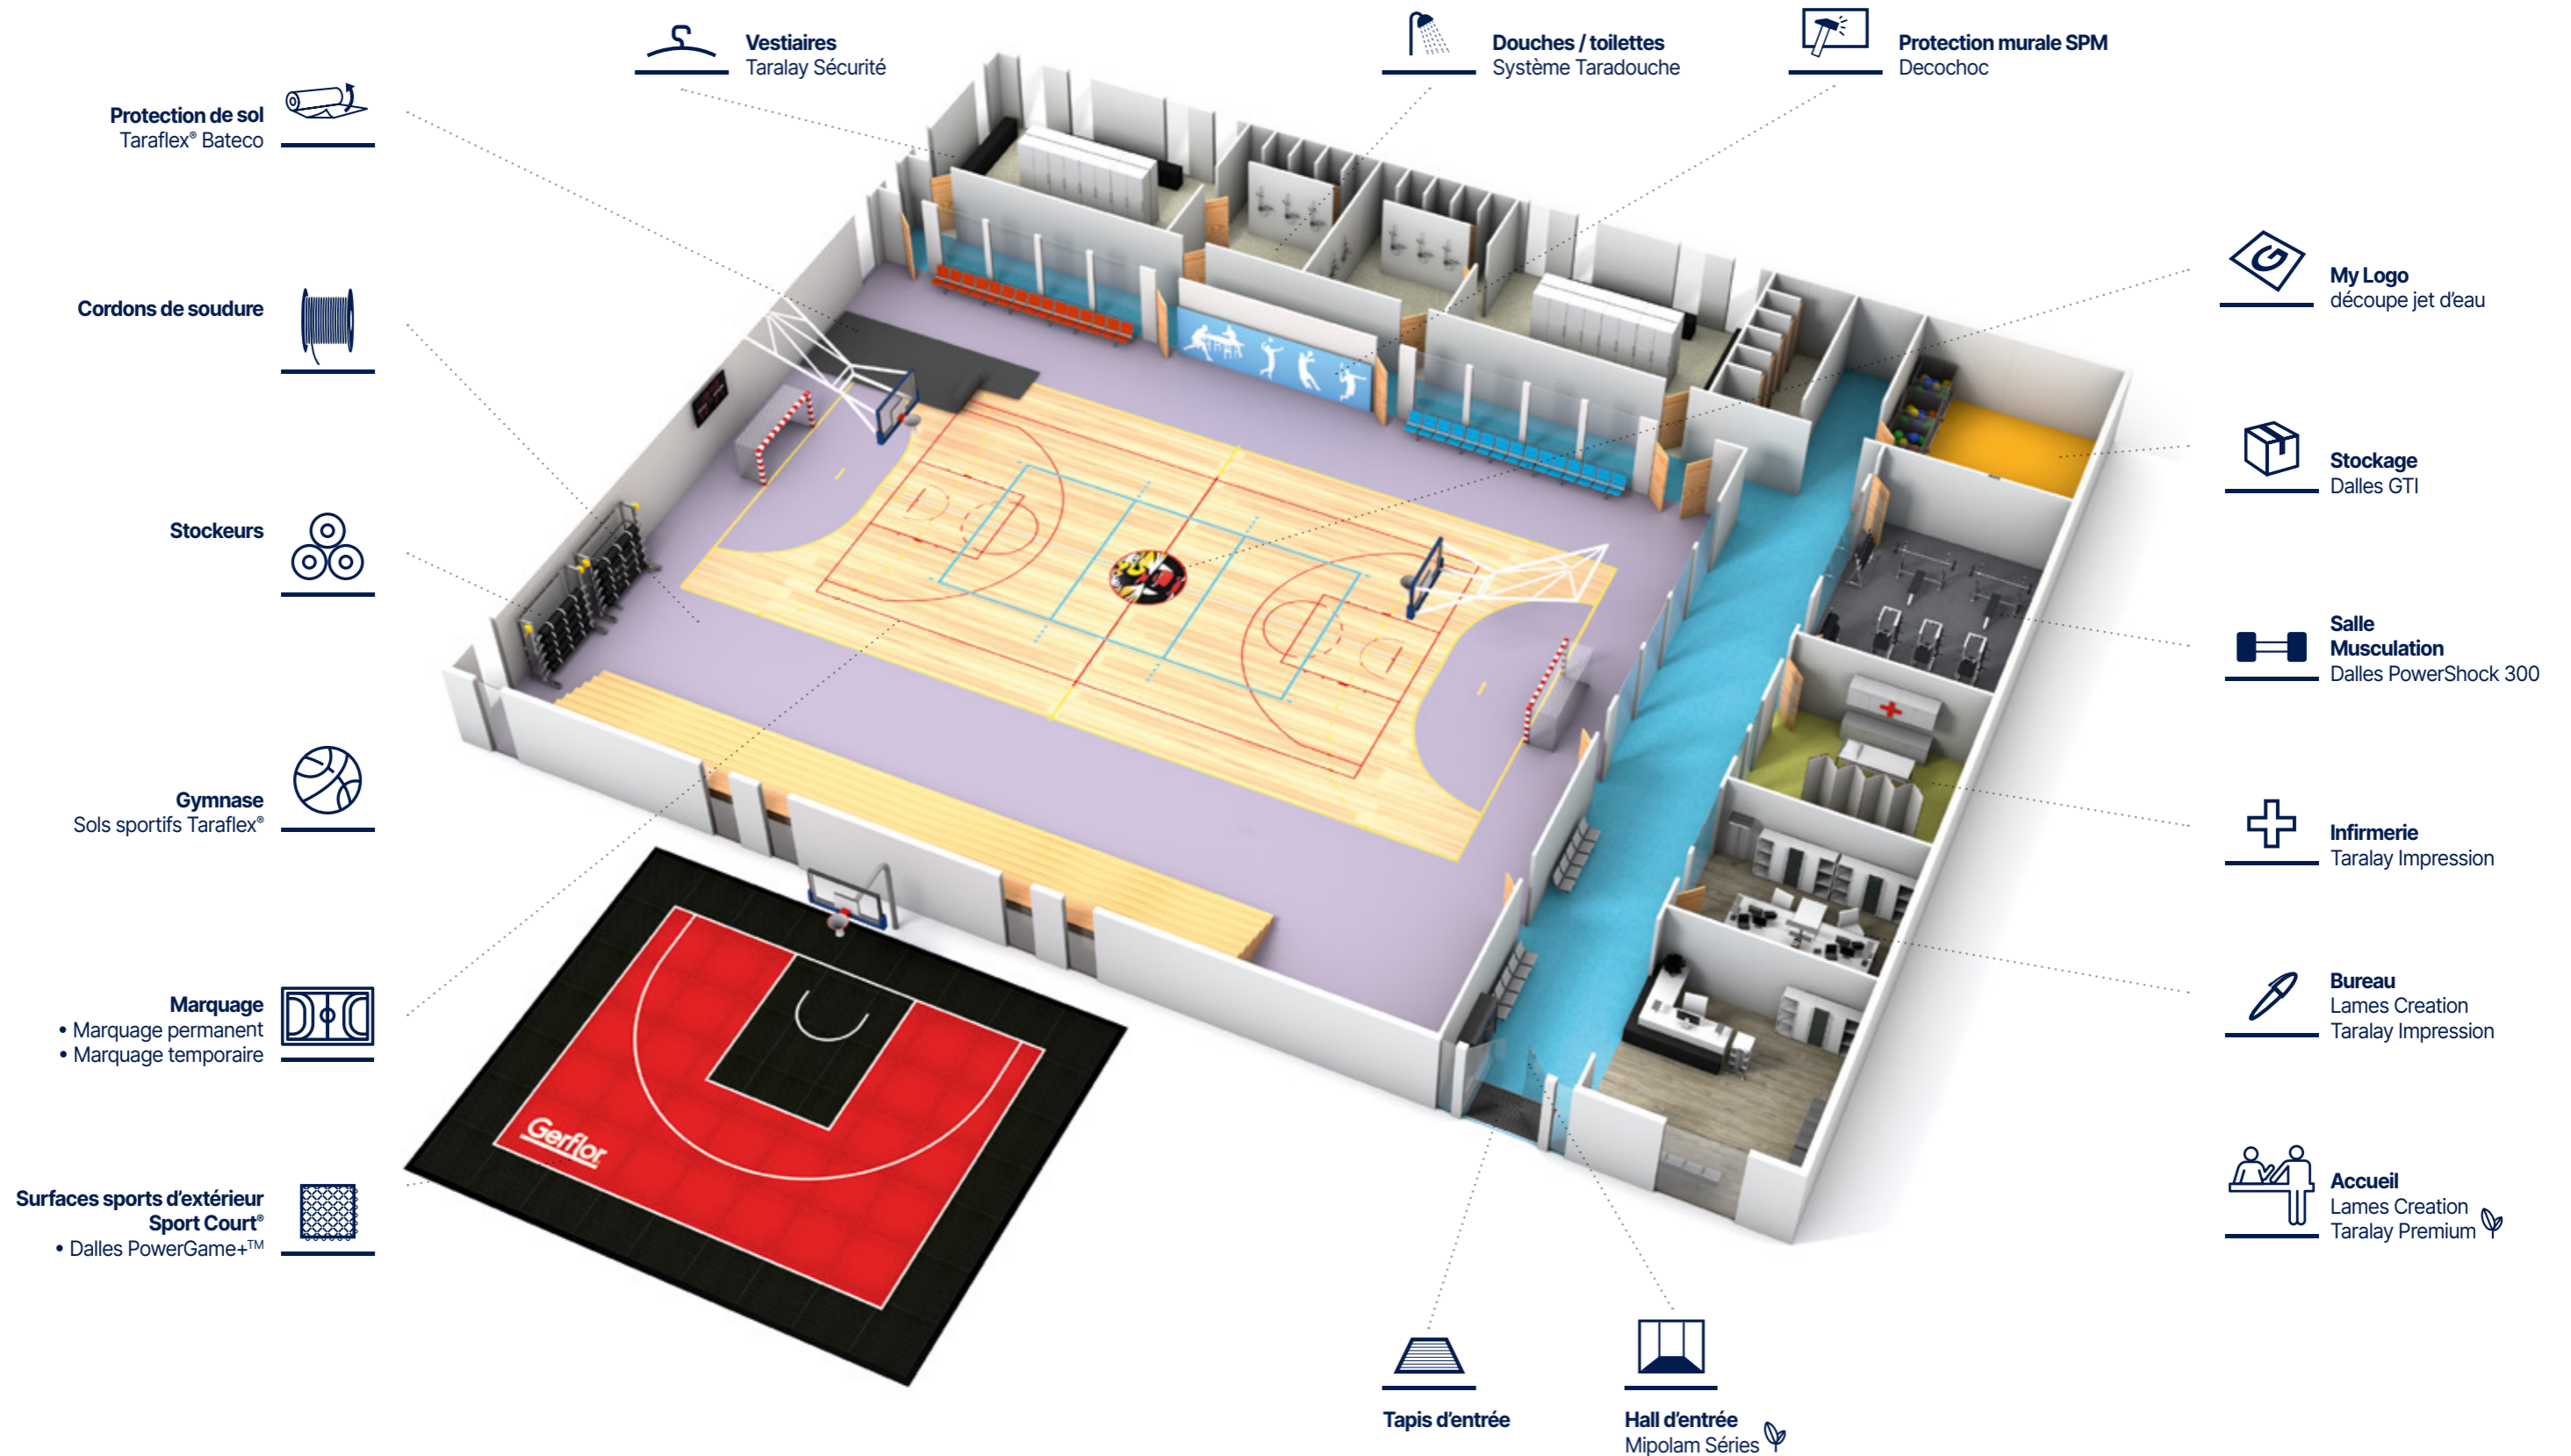 Vestiaires
Taralay Sécurité
Douches / toilettes
Système Taradouche
Protection murale SPM
Decochoc
Protection de sol
Taraflex® Bateco
Cordons de soudure
Stockeurs
Gymnase
Sols sportifs Taraflex®
Marquage
• Marquage permanent
• Marquage temporaire
Surfaces sports d'extérieur
Sport Court®
• Dalles PowerGame+™
Gerflor
My Logo
découpe jet d'eau
Stockage
Dalles GTI
Salle
Musculation
Dalles PowerShock 300
Infirmerie
Taralay Impression
Bureau
Lames Creation
Taralay Impression
Accueil
Lames Creation
Taralay Premium
Tapis d'entrée
Hall d'entrée
Mipolam Séries